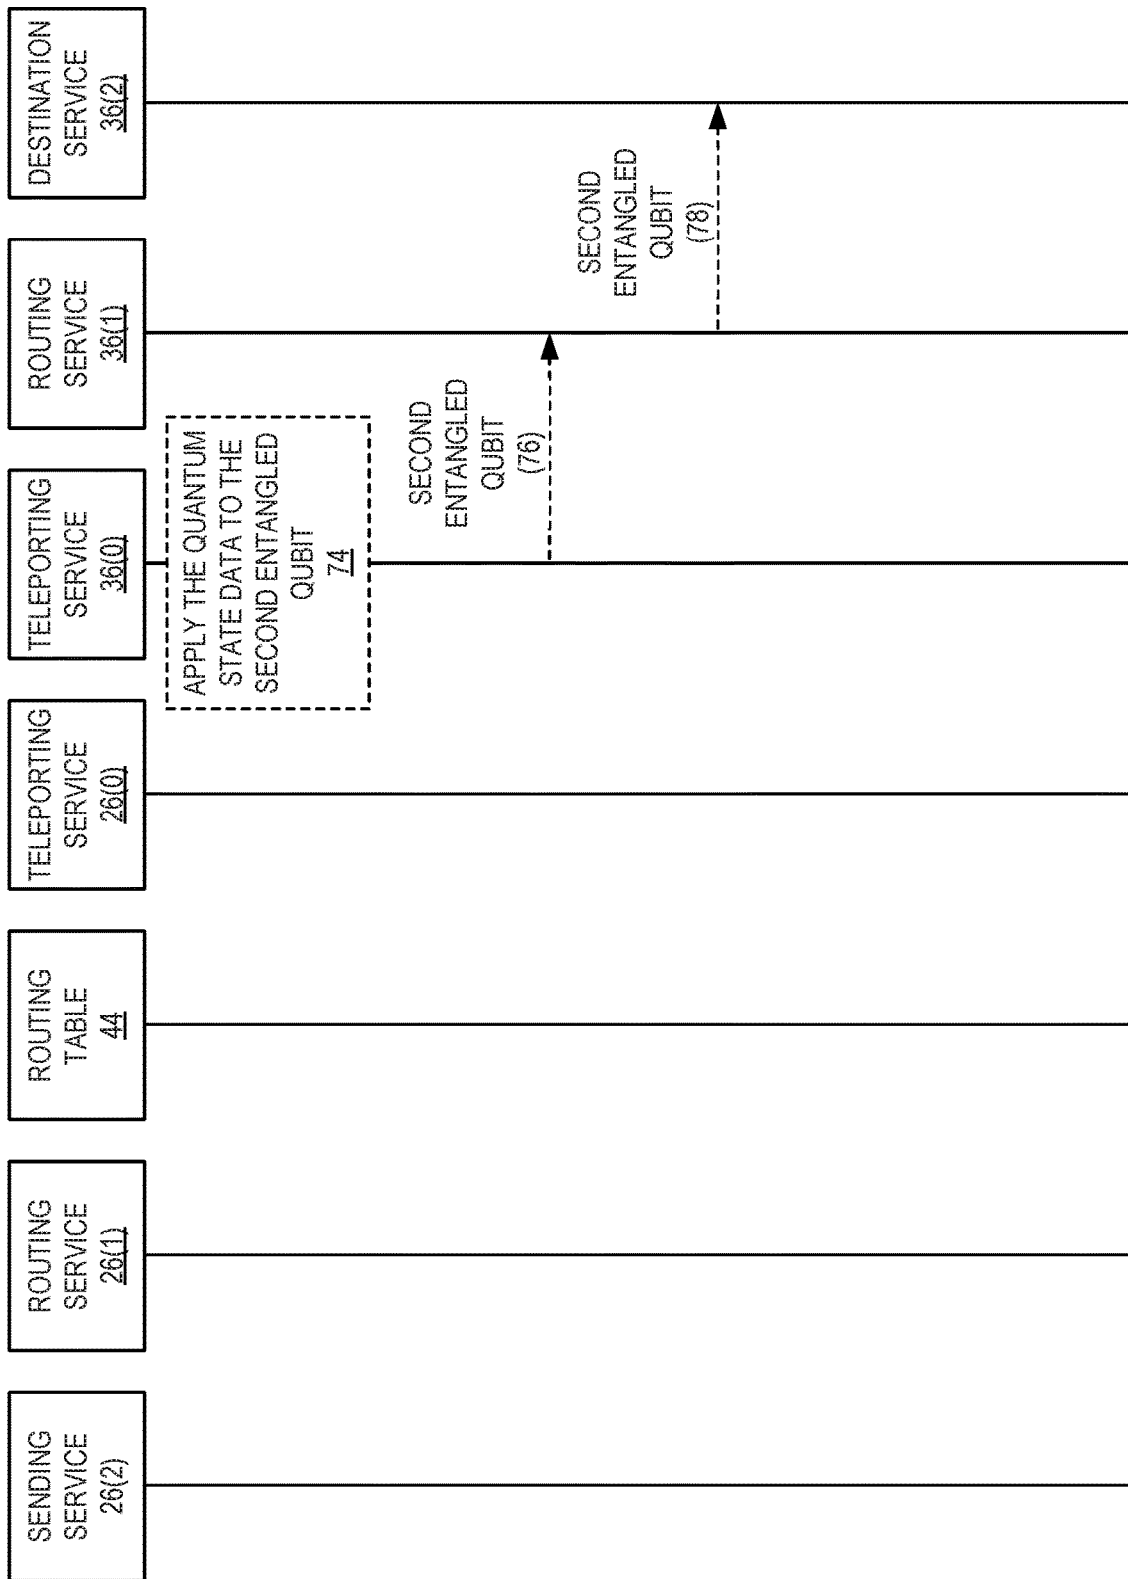 SENDING
SERVICE
26(2)
ROUTING
SERVICE
26(1)
ROUTING
TABLE
44
TELEPORTING
SERVICE
26(0)
TELEPORTING
SERVICE
36(0)
ROUTING
SERVICE
36(1)
DESTINATION
SERVICE
36(2)
APPLY THE QUANTUM
STATE DATA TO THE
SECOND ENTANGLED
QUBIT
74
SECOND
ENTANGLED
QUBIT
(76)
SECOND
ENTANGLED
QUBIT
(78)